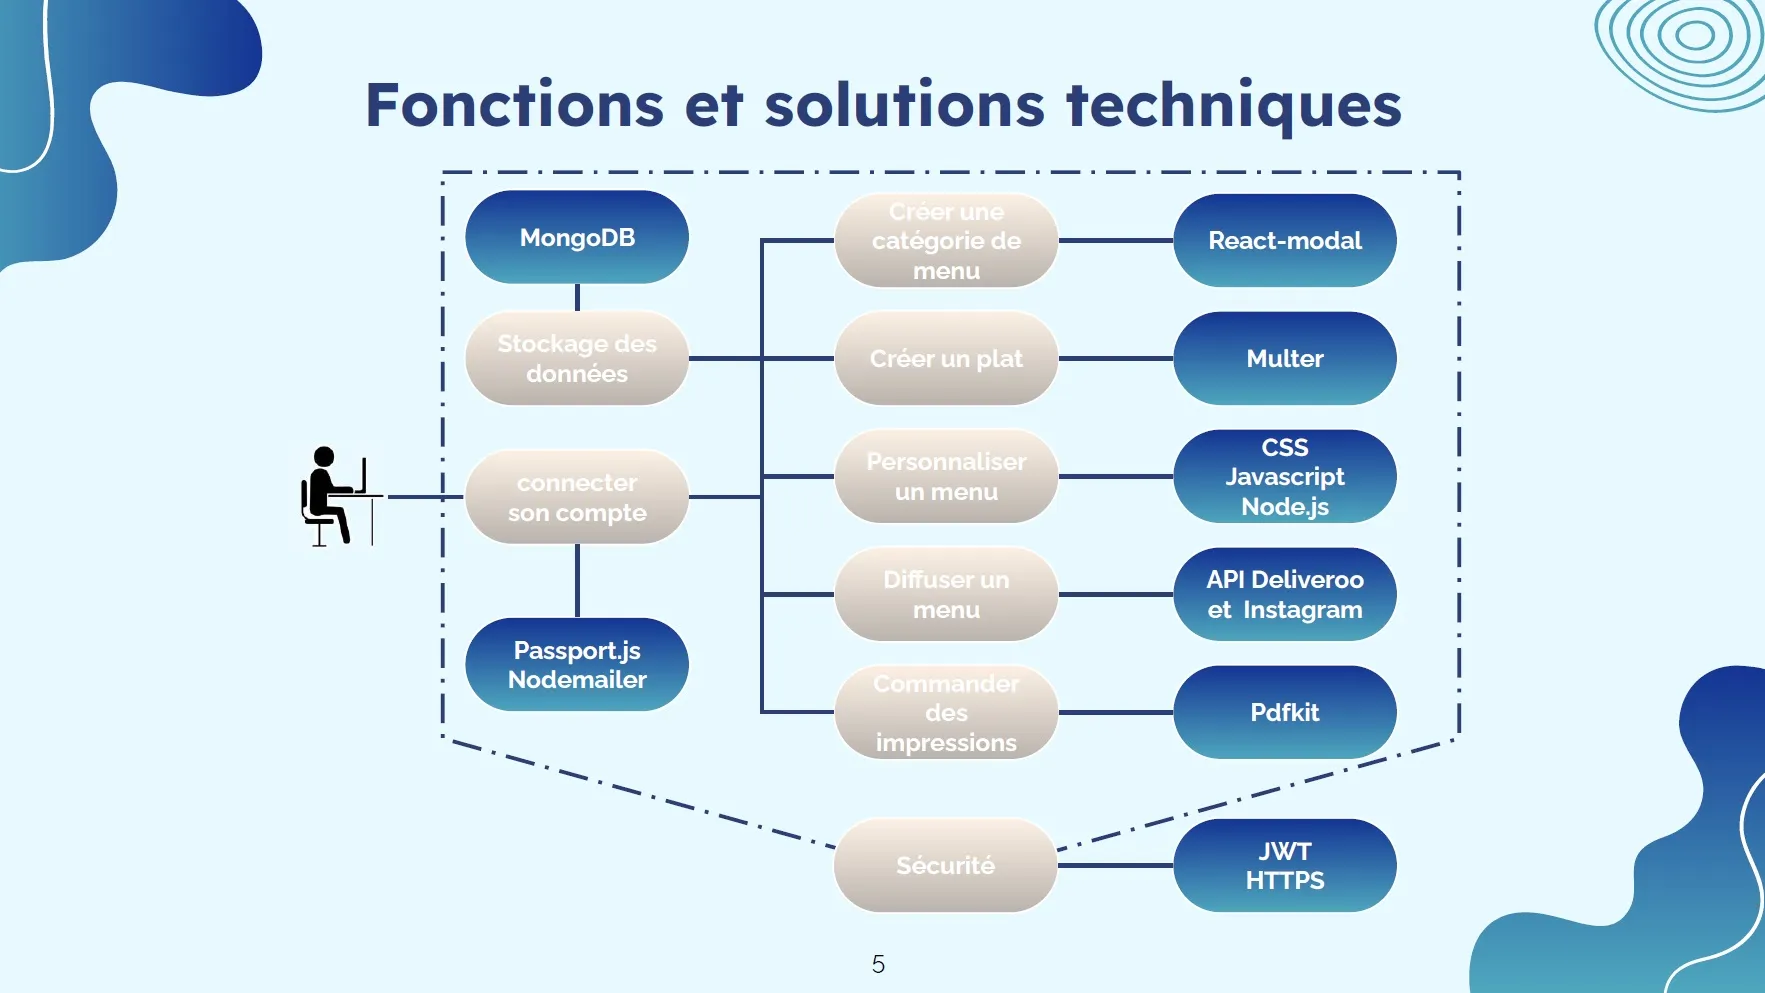 Fonctions et solutions techniques
MongoDB
Stockage des
données
connecter
son compte
Passport.js
Nodemailer
Créer une
catégorie de
menu
React-modal
Créer un plat
Multer
Personnaliser
un menu
CSS
Javascript
Node.js
Diffuser un
menu
API Deliveroo
et Instagram
Commander
des
impressions
Pdfkit
Sécurité
JWT
HTTPS
5